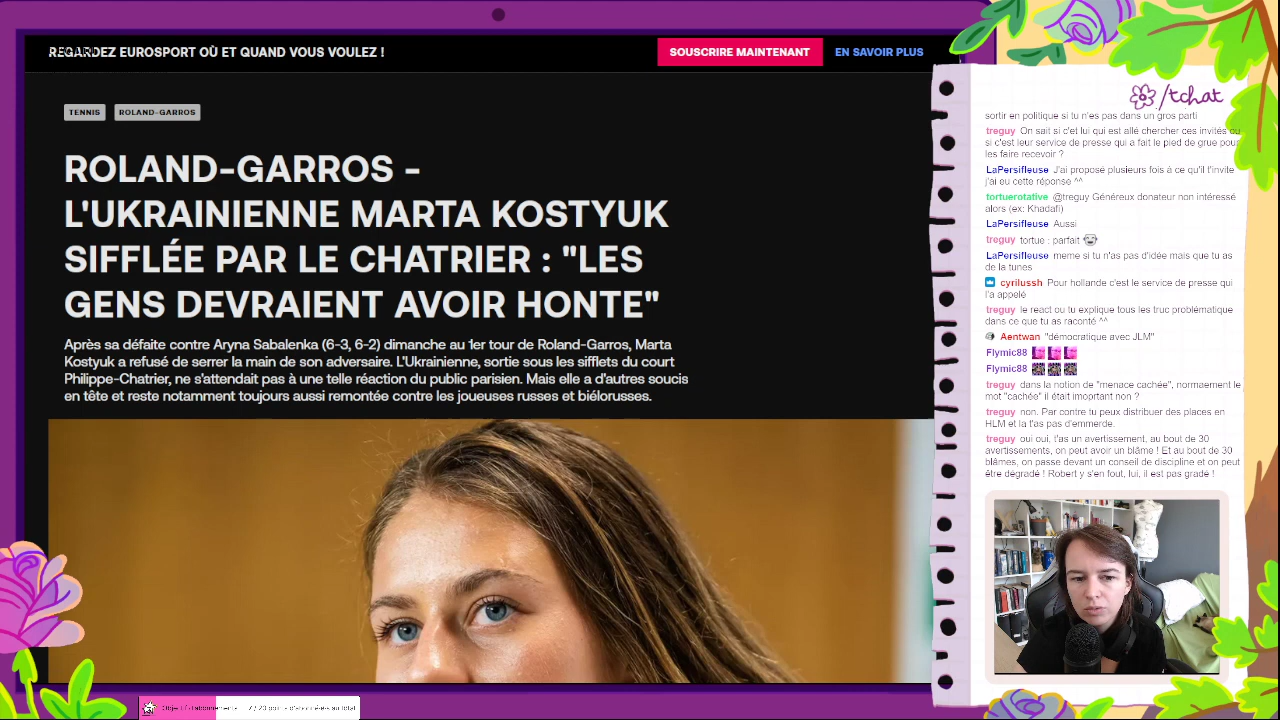 REGARDEZ EUROSPORT OÙ ET QUAND VOUS VOULEZ !
SOUSCRIRE MAINTENANT
EN SAVOIR PLUS
TENNIS
ROLAND-GARROS
ROLAND-GARROS -
L'UKRAINIENNE MARTA KOSTYUK
SIFFLÉE PAR LE CHATRIER : "LES
GENS DEVRAIENT AVOIR HONTE"
Après sa défaite contre Aryna Sabalenka (6-3, 6-2) dimanche au 1er tour de Roland-Garros, Marta
Kostyuk a refusé de serrer la main de son adversaire. L'Ukrainienne, sortie sous les sifflets du court
Philippe-Chatrier, ne s'attendait pas à une telle réaction du public parisien. Mais elle a d'autres soucis
en tête et reste notamment toujours aussi remontée contre les joueuses russes et biélorusses.
/tchat
sortir en politique si tu n'es pas dans un gros parti
treguy On sait si c'et lui qui est allé chercher ces invités ou
si c'est leur service de presse qui a fait le pied de grue pour
les faire recevoir ?
LaPersifleuse J'ai proposé plusieurs fois à ce qu'il t'invite
j'ai eu cette réponse ^^
tortuerotative @treguy Généreux donateur non intéressé
alors (ex: Khadafi)
LaPersifleuse Aussi
treguy tortue : parfait
LaPersifleuse meme si tu n'as pas d'idée mais que tu as
de la tunes
cyrilussh Pour hollande c'est le service de presse qui
l'a appelé
treguy le react ou tu explique tous les truc problématique
dans ce que tu as raconté ^^
Aentwan "démocratique avec JLM"
Flymic88
Flymic88
treguy dans la notion de "menace cachée", normaement le
mot "cachée" il était imoprtant non ?
treguy non. Par contre tu peux distribuer des places en
HLM et la t'as pas d'emmerde.
treguy oui oui. t'as un avertissement, au bout de 30
avertissements, on peut avoir un blâme ! Et au bout de 30
blâmes, on passe devant un conseil de discipline et on peut
être dégradé ! Robert y s'en fout, lui, il est pas gradé !